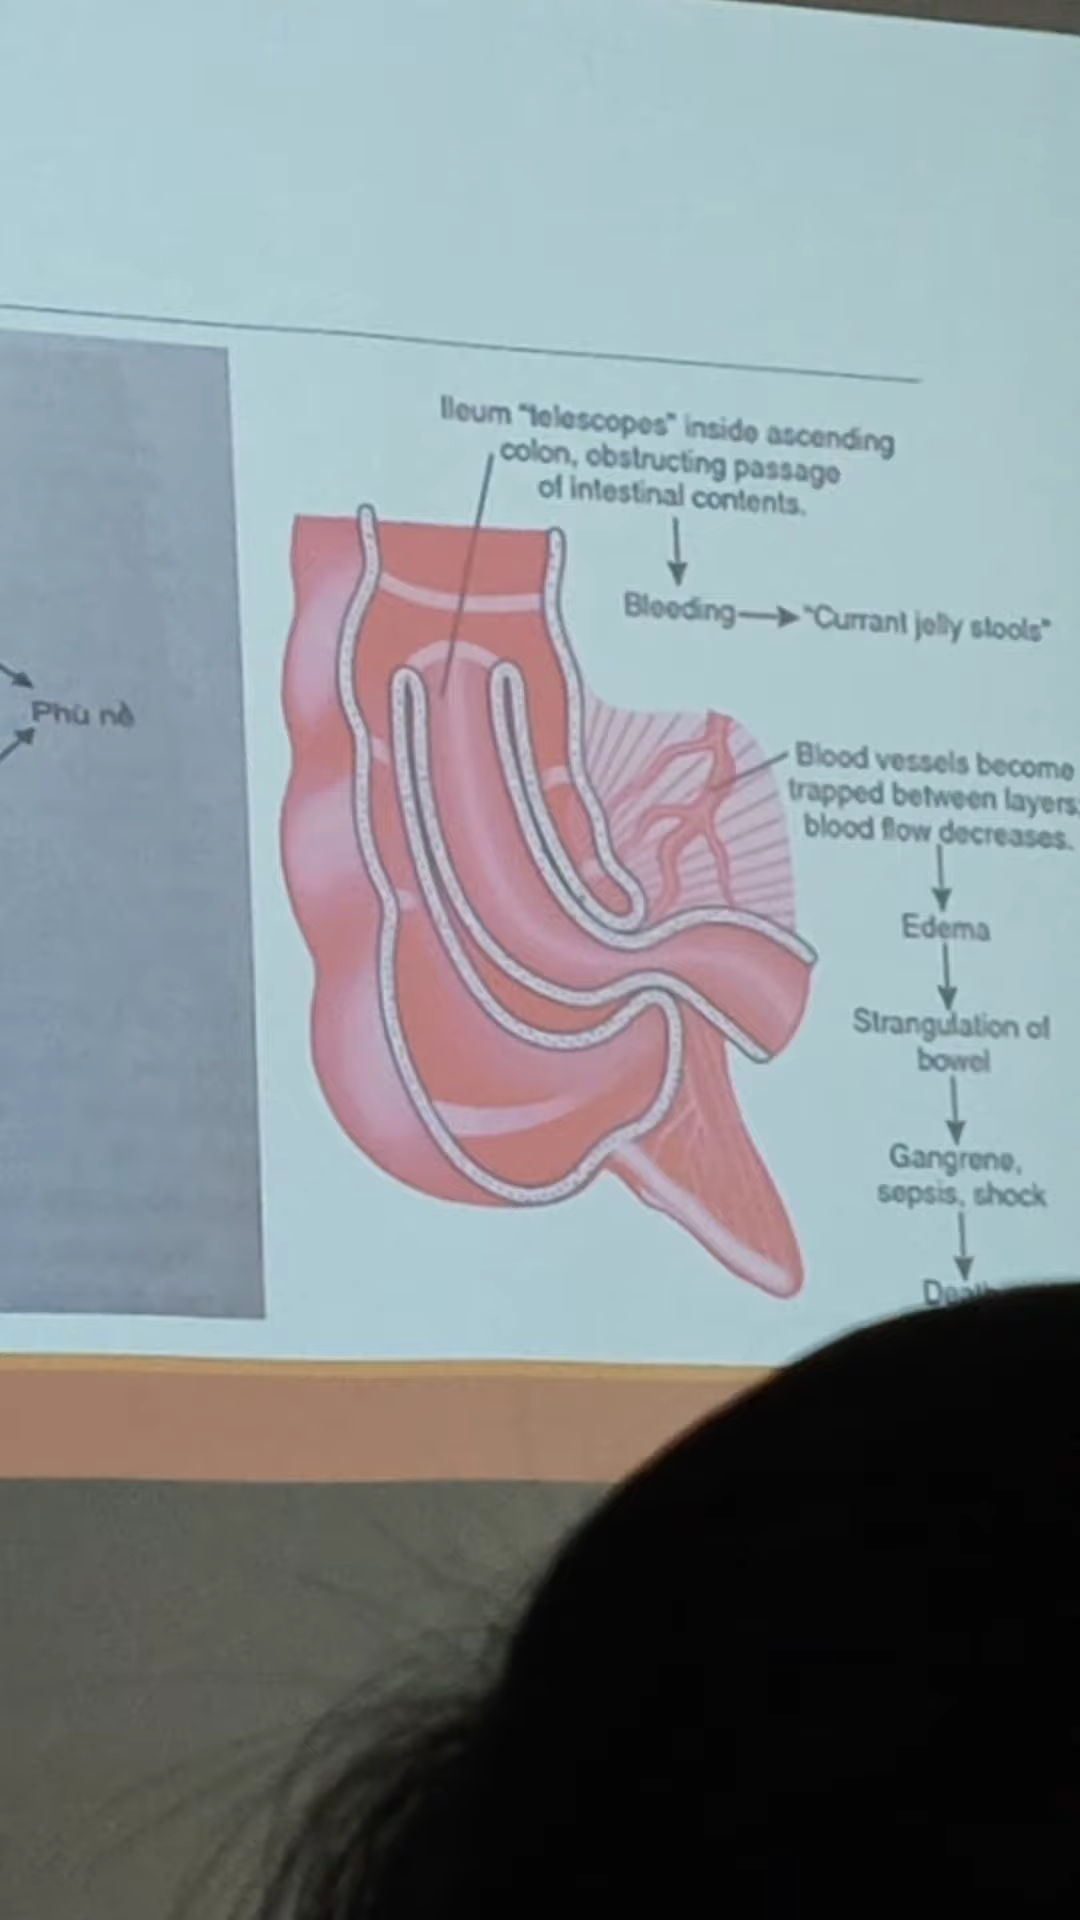 Ileum "telescopes" inside ascending
colon, obstructing passage
of intestinal contents.
Bleeding
"Currant jelly stools"
Phù nề
Blood vessels become
trapped between layers;
blood flow decreases.
Edema
Strangulation of
bowel
Gangrene,
sepsis, shock